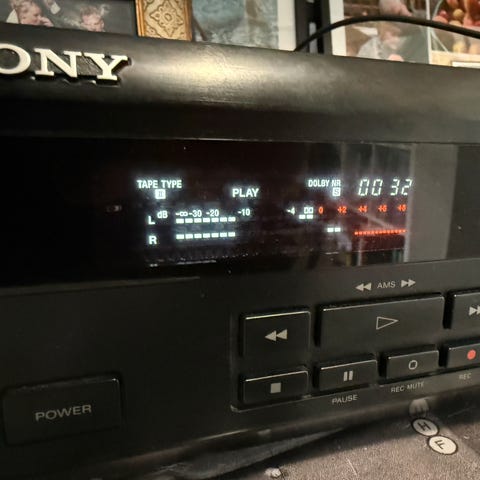 SONY
TAPE TYPE
II
PLAY
DOLBY NR
S
00 32
dB -∞ -30 -20 -10 -4 0 +2 +4 +6 +8
L
R
AMS
POWER
PAUSE
REC MUTE
REC
H
F